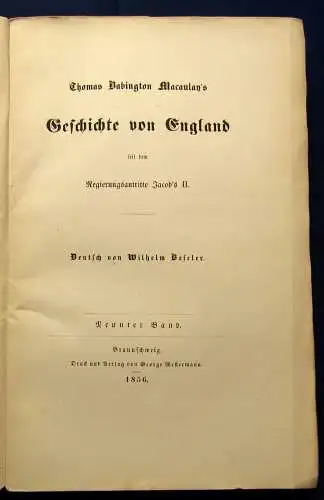 Thomas Babington Macaulay's
Geschichte von England
seit dem
Regierungsantritte Jacob's II.
Deutsch von Wilhelm Beseler.
Neunter Band.
Braunschweig.
Druck und Verlag von George Westermann.
1856.